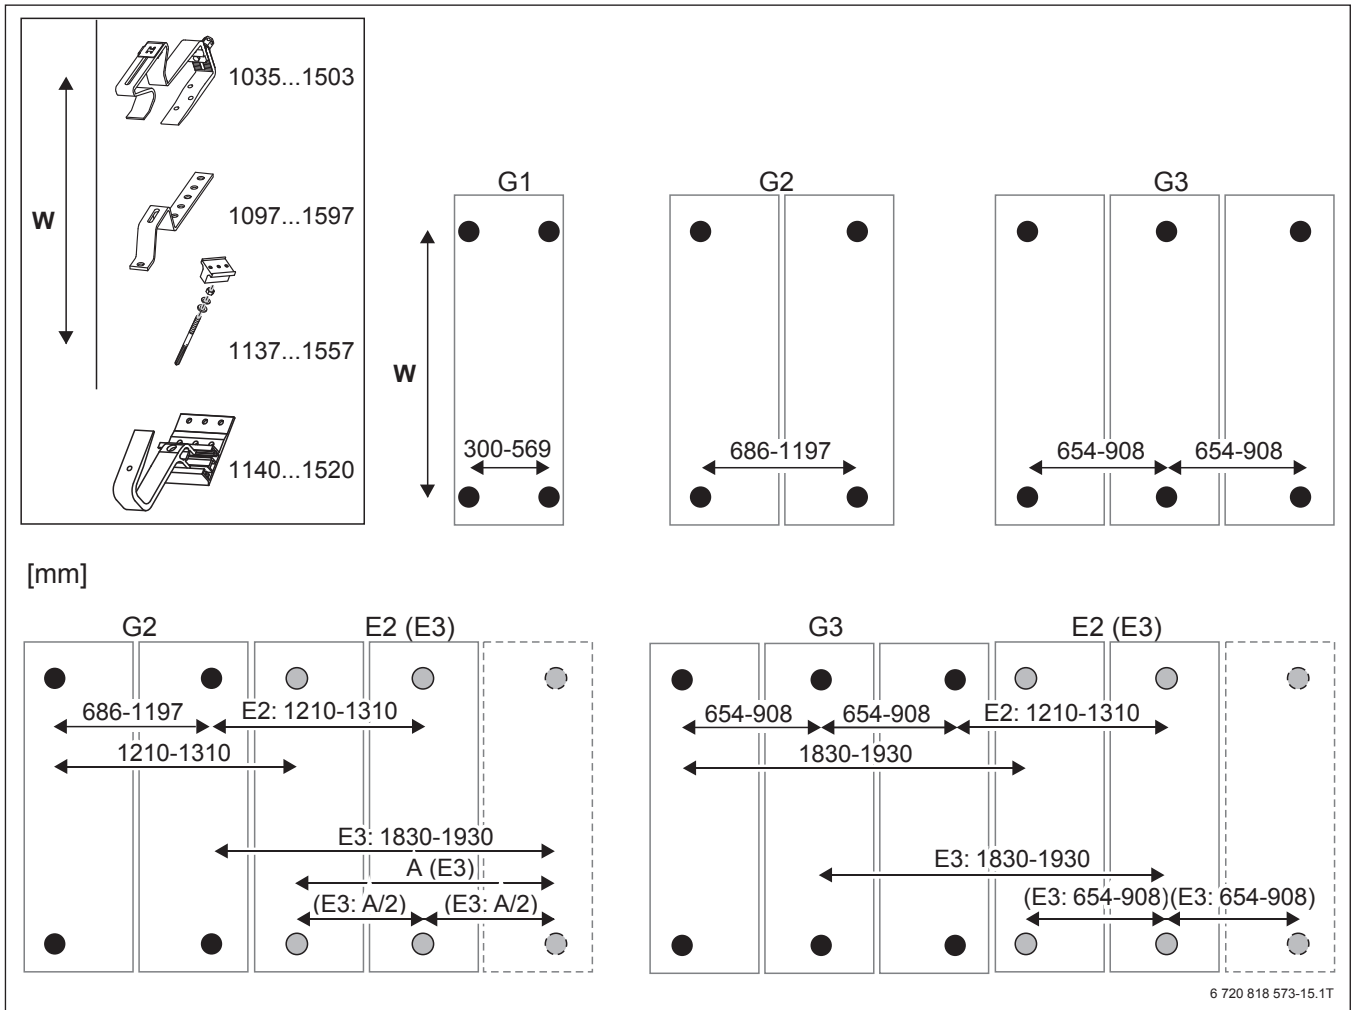 1035...1503
W
1097...1597
1137...1557
1140...1520
G1
W
300-569
G2
686-1197
G3
654-908 654-908
[mm]
G2 E2 (E3)
686-1197 E2: 1210-1310
1210-1310
E3: 1830-1930
A (E3)
(E3: A/2) (E3: A/2)
G3 E2 (E3)
654-908 654-908 E2: 1210-1310
1830-1930
E3: 1830-1930
(E3: 654-908) (E3: 654-908)
6 720 818 573-15.1T